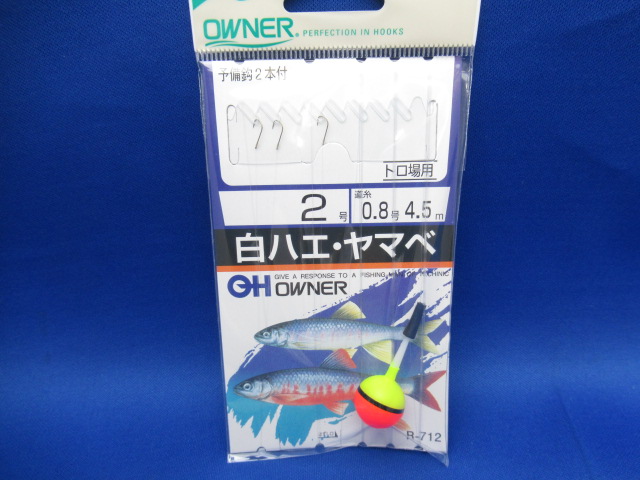 OWNER®
PERFECTION IN HOOKS
予備鈎2本付
トロ場用
2号
道糸
0.8号 4.5m
白ハエ・ヤマベ
GIVE A RESPONSE TO A FISHING
OH OWNER
R-712